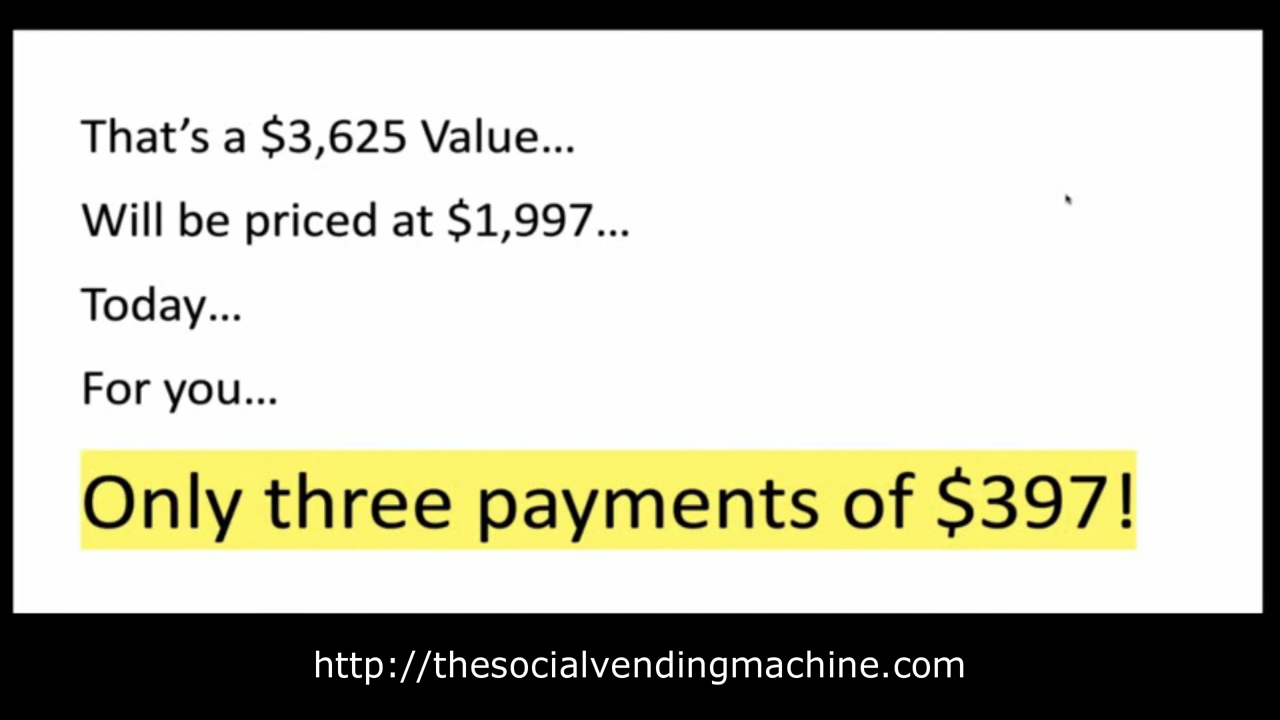 That’s a $3,625 Value...
Will be priced at $1,997...
Today...
For you...
Only three payments of $397!
http://thesocialvendingmachine.com